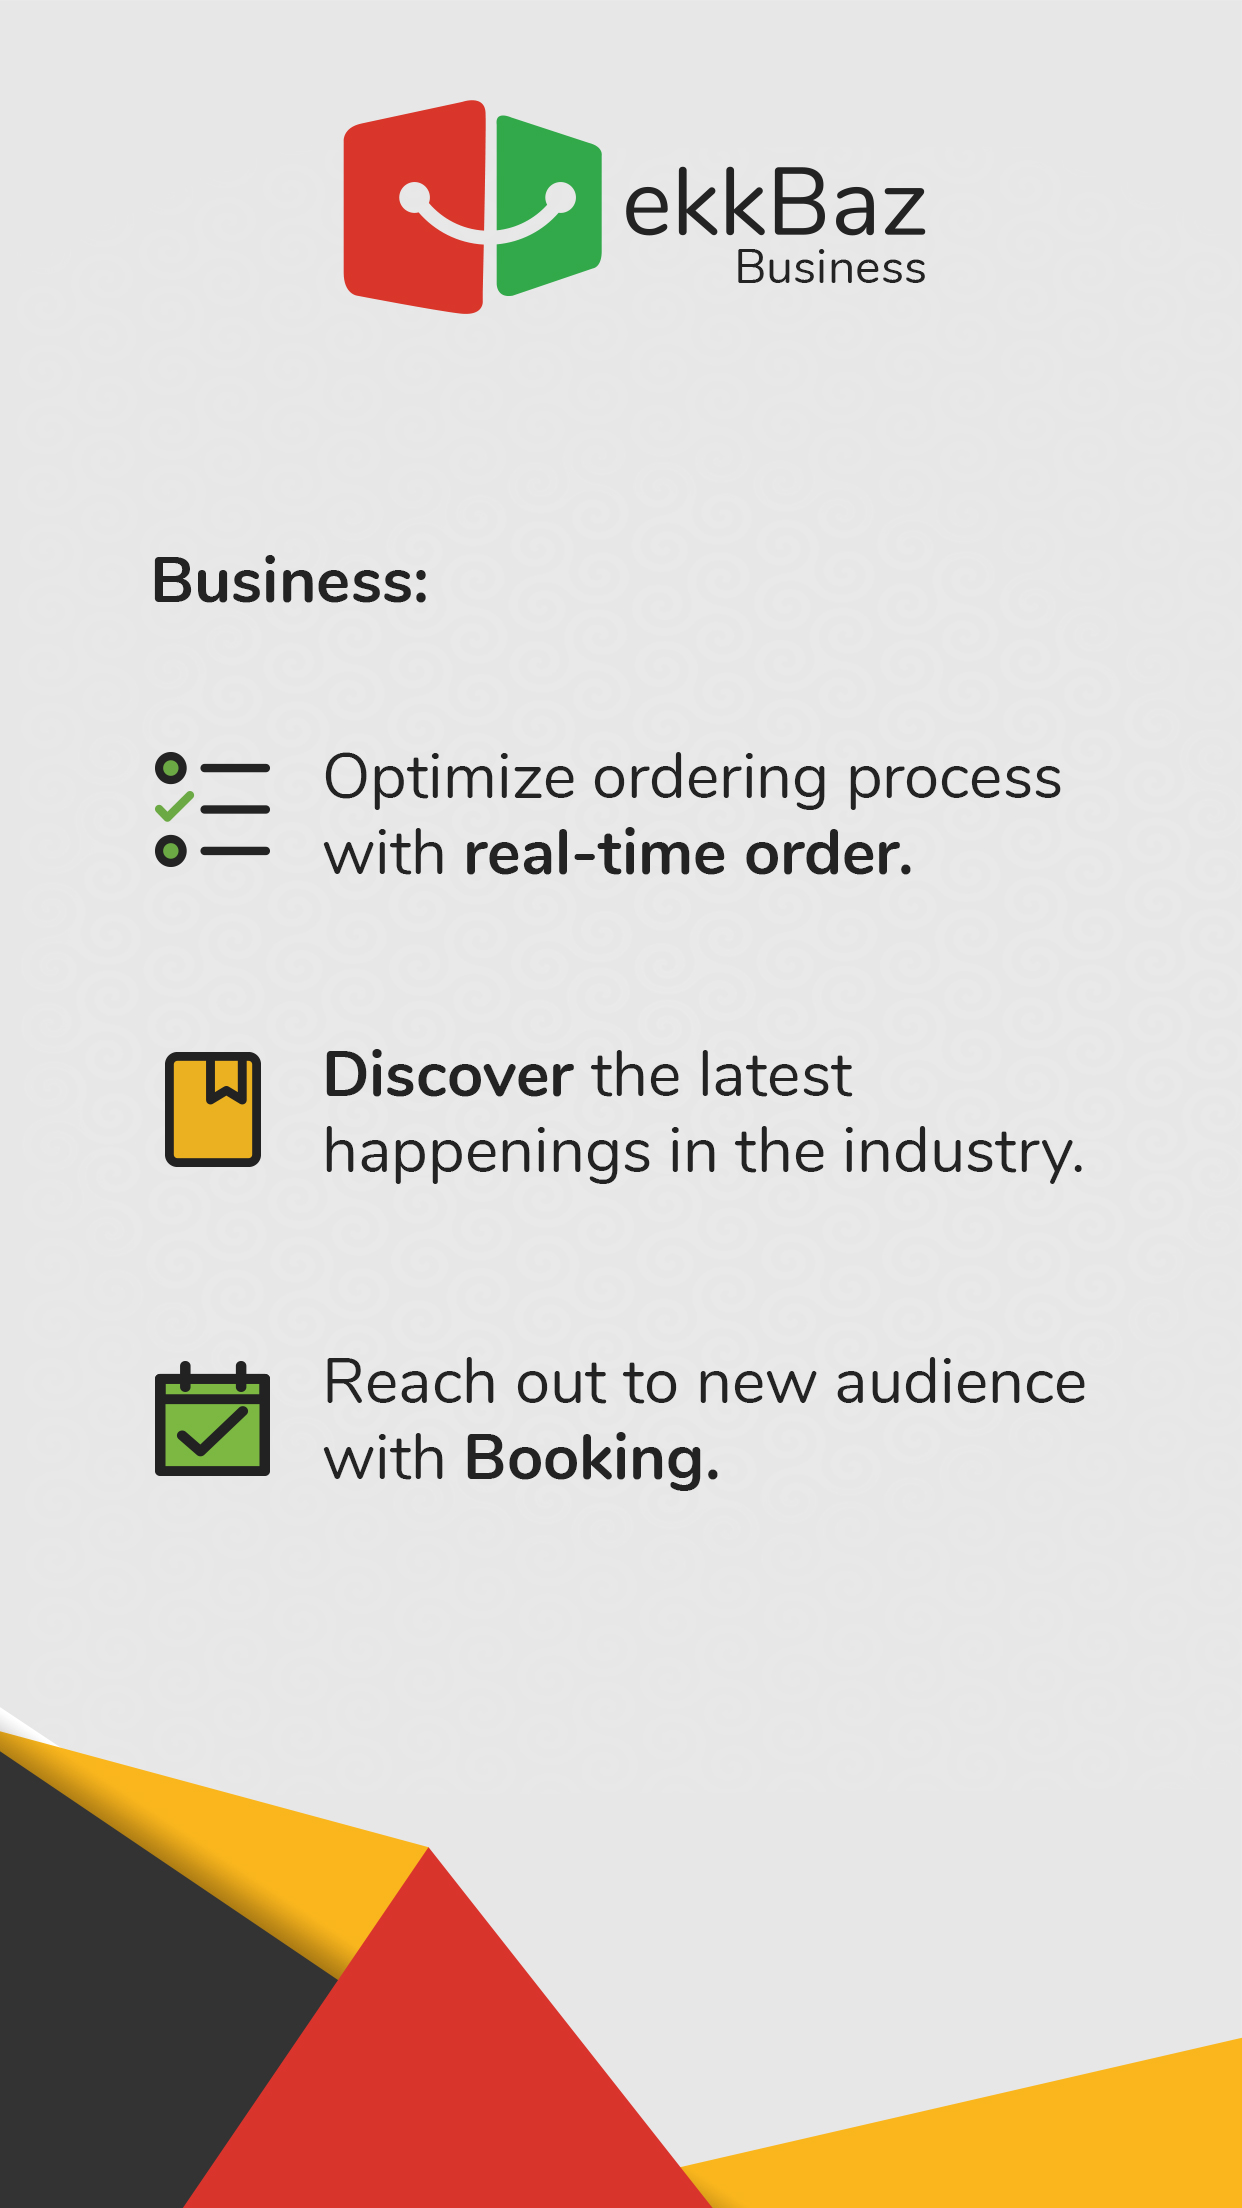 ekkBaz
Business
Business:
Optimize ordering process
with real-time order.
Discover the latest
happenings in the industry.
Reach out to new audience
with Booking.